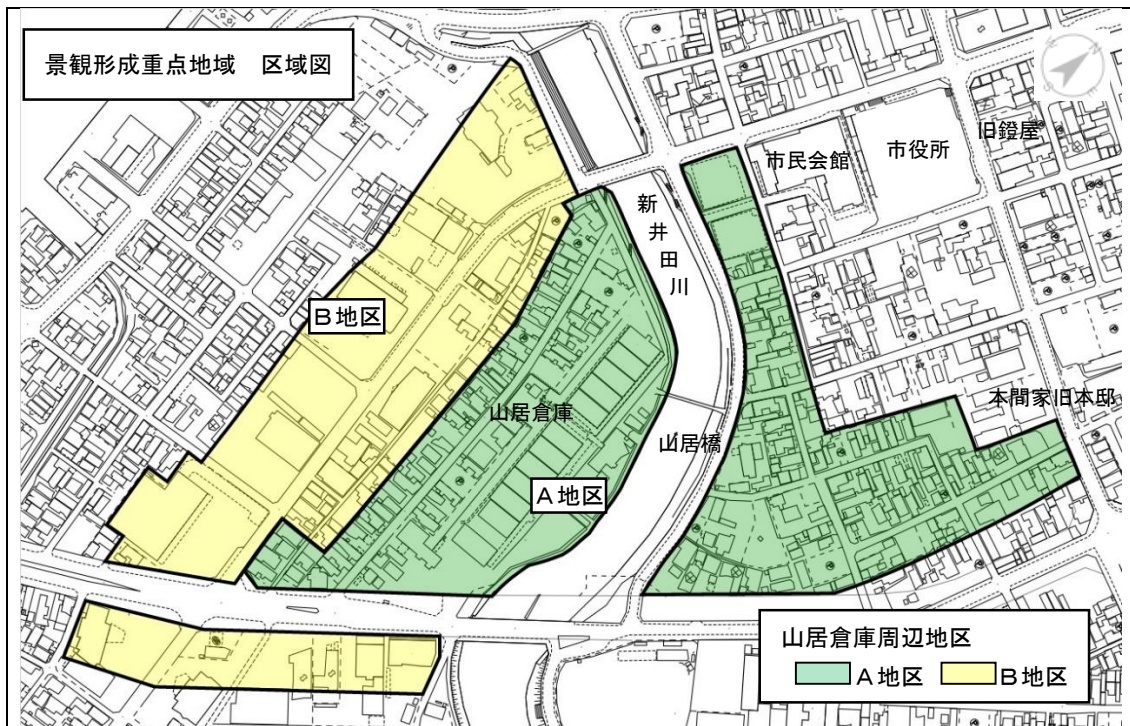 景観形成重点地域 区域図
旧鐙屋
市役所
市民会館
新井田川
B地区
本間家旧本邸
山居倉庫
山居橋
A地区
山居倉庫周辺地区
A地区 B地区